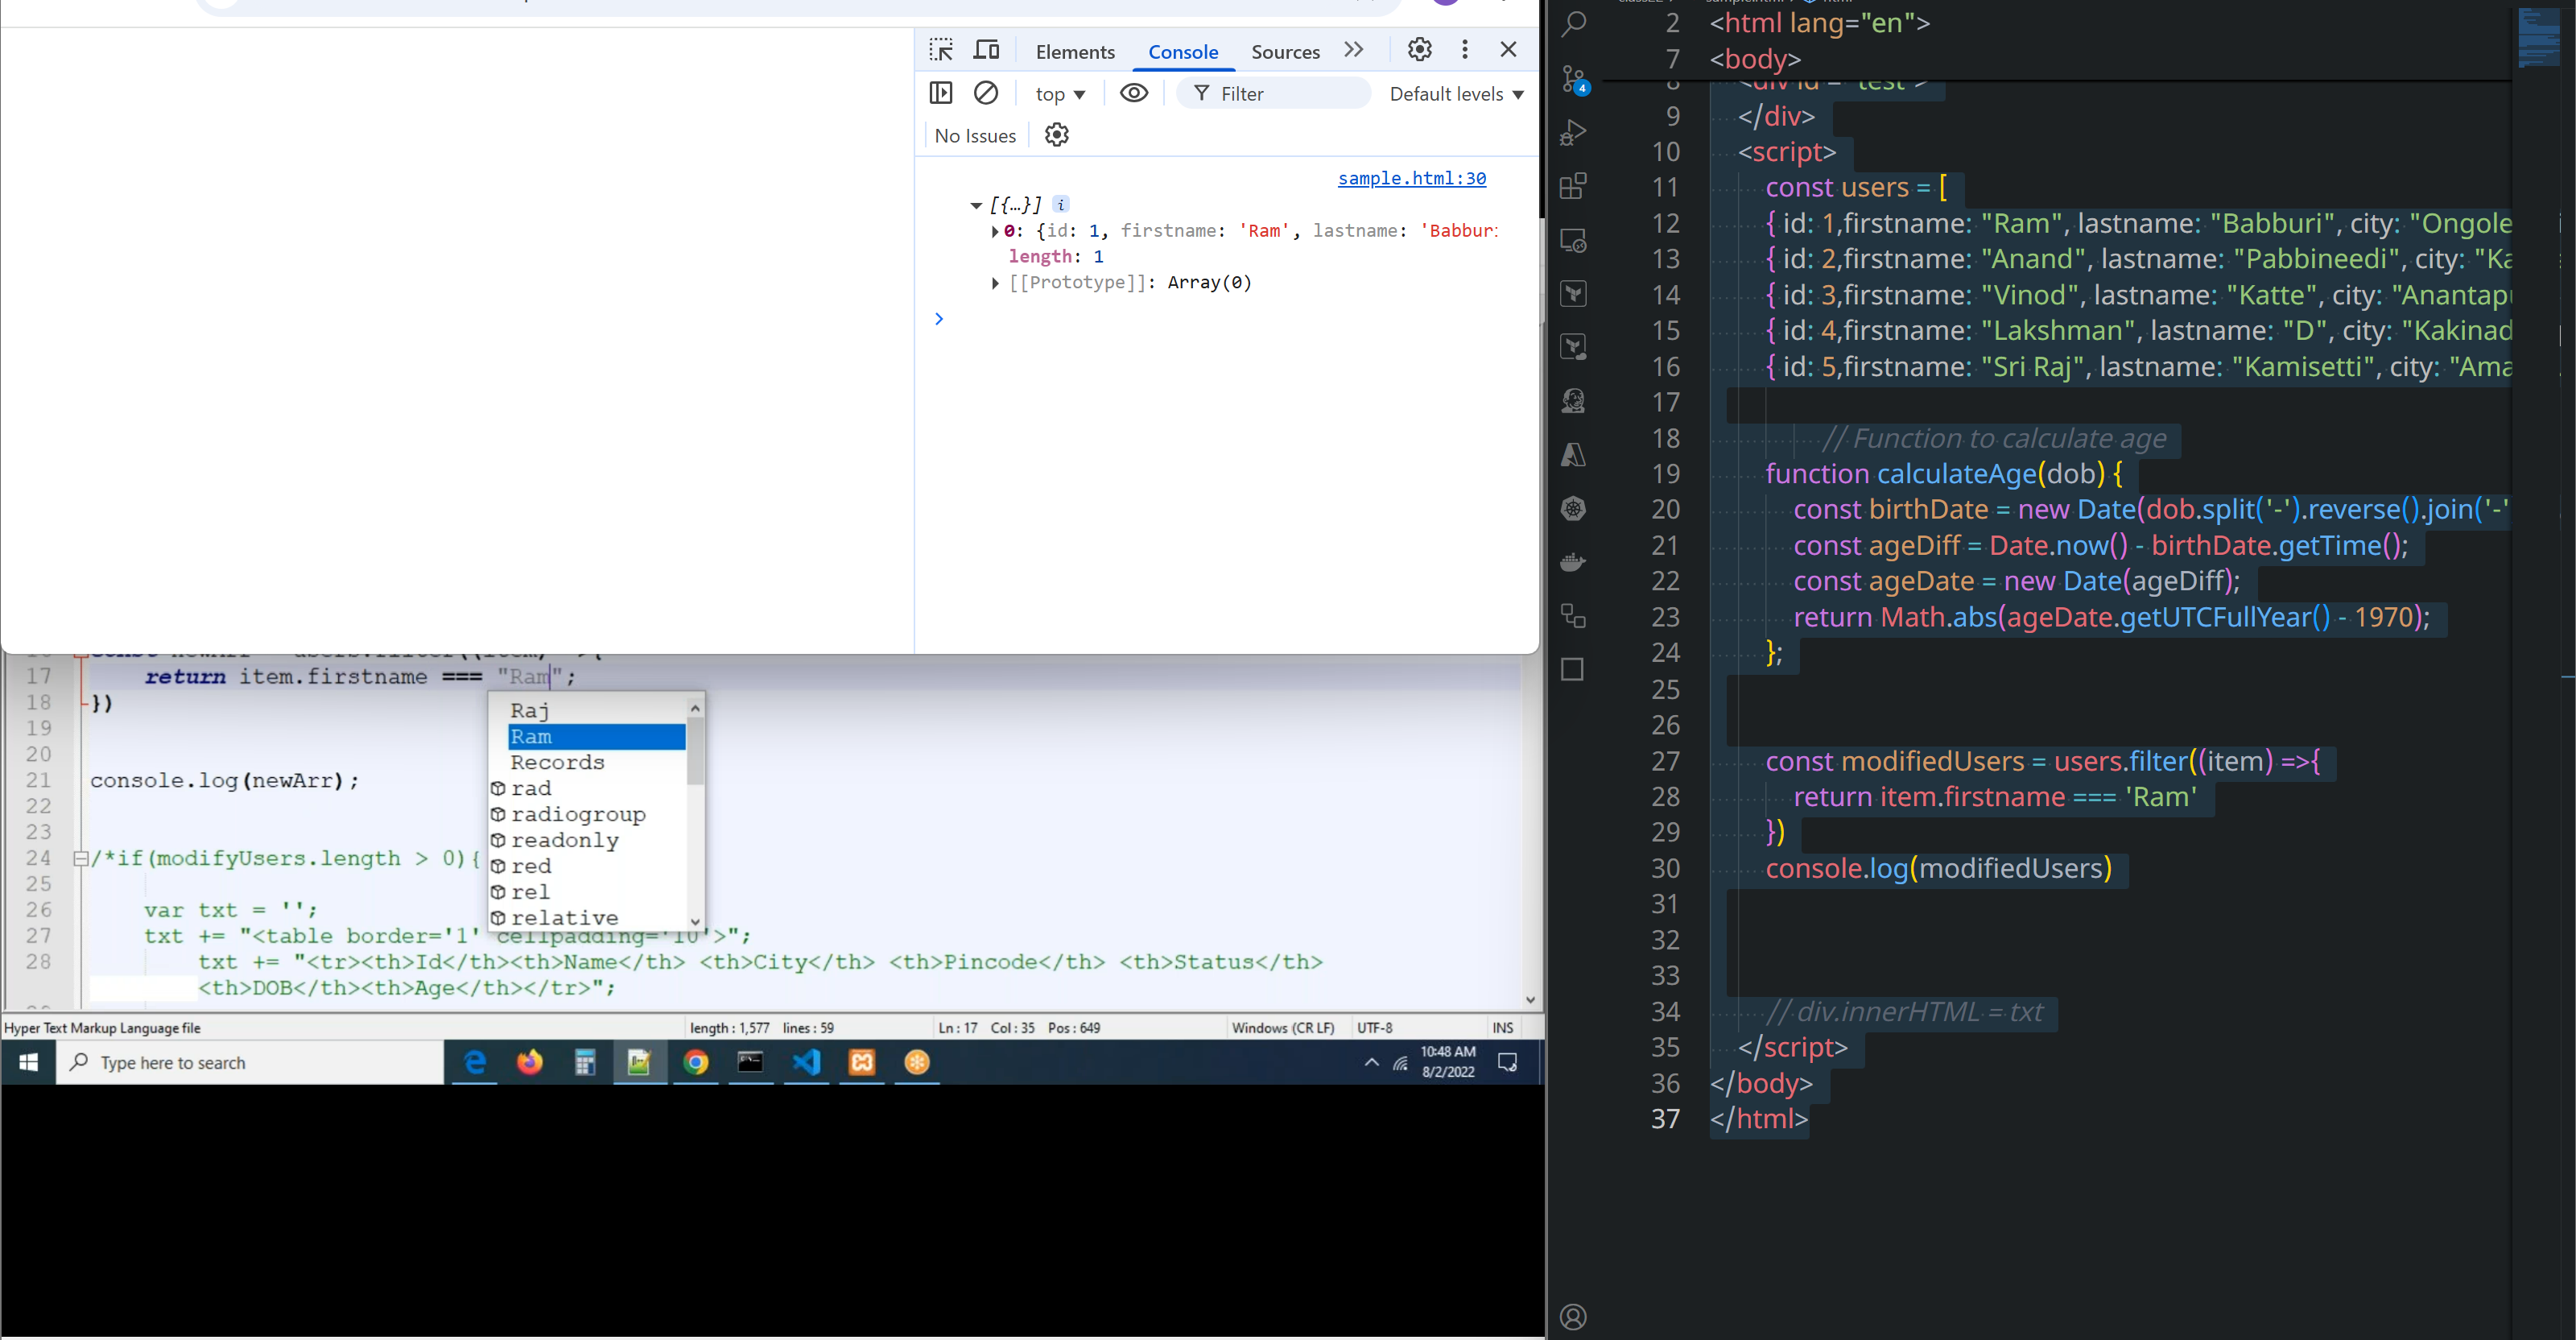 Elements Console Sources
top Filter Default levels
No Issues
sample.html:30
[{…}] i
0: {id: 1, firstname: 'Ram', lastname: 'Babbur
length: 1
[[Prototype]]: Array(0)
17 return item.firstname === "Ram";
18 })
19
20
21 console.log(newArr);
22
23
24 /*if(modifyUsers.length > 0){
25
26 var txt = '';
27 txt += "<table border='1' cellpadding='10'>";
28 txt += "<tr><th>Id</th><th>Name</th> <th>City</th> <th>Pincode</th> <th>Status</th>
<th>DOB</th><th>Age</th></tr>";
Raj
Ram
Records
rad
radiogroup
readonly
red
rel
relative
Hyper Text Markup Language file length : 1,577 lines : 59 Ln : 17 Col : 35 Pos : 649 Windows (CR LF) UTF-8 INS
Type here to search
10:48 AM
8/2/2022
4
2 <html lang="en">
7 <body>
8 <div id = "test">
9 </div>
10 <script>
11 const users = [
12 { id: 1,firstname: "Ram", lastname: "Babburi", city: "Ongole
13 { id: 2,firstname: "Anand", lastname: "Pabbineedi", city: "Ka
14 { id: 3,firstname: "Vinod", lastname: "Katte", city: "Anantap
15 { id: 4,firstname: "Lakshman", lastname: "D", city: "Kakinad
16 { id: 5,firstname: "Sri Raj", lastname: "Kamisetti", city: "Ama
17
18 // Function to calculate age
19 function calculateAge(dob) {
20 const birthDate = new Date(dob.split('-').reverse().join('-'
21 const ageDiff = Date.now() - birthDate.getTime();
22 const ageDate = new Date(ageDiff);
23 return Math.abs(ageDate.getUTCFullYear() - 1970);
24 };
25
26
27 const modifiedUsers = users.filter((item) =>{
28 return item.firstname === 'Ram'
29 })
30 console.log(modifiedUsers)
31
32
33
34 // div.innerHTML = txt
35 </script>
36 </body>
37 </html>